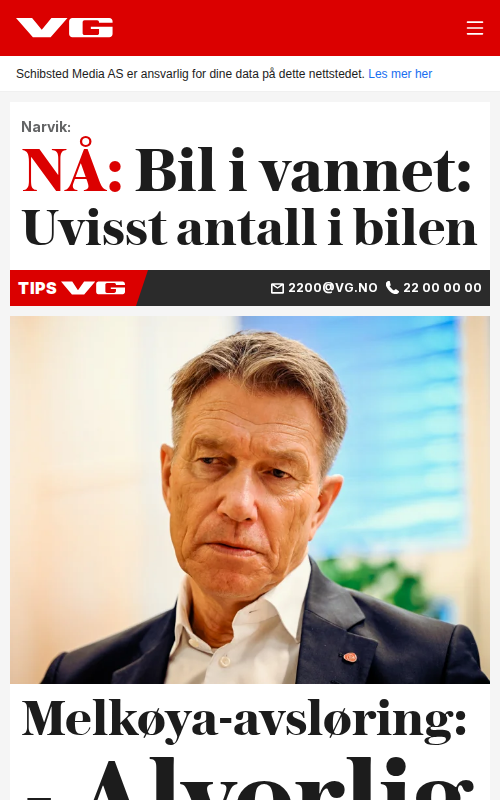 VG
Schibsted Media AS er ansvarlig for dine data på dette nettstedet. Les mer her
Narvik:
NÅ: Bil i vannet:
Uvisst antall i bilen
TIPS VG 2200@VG.NO 22 00 00 00
Melkøya-avsløring:
- Alvorlig